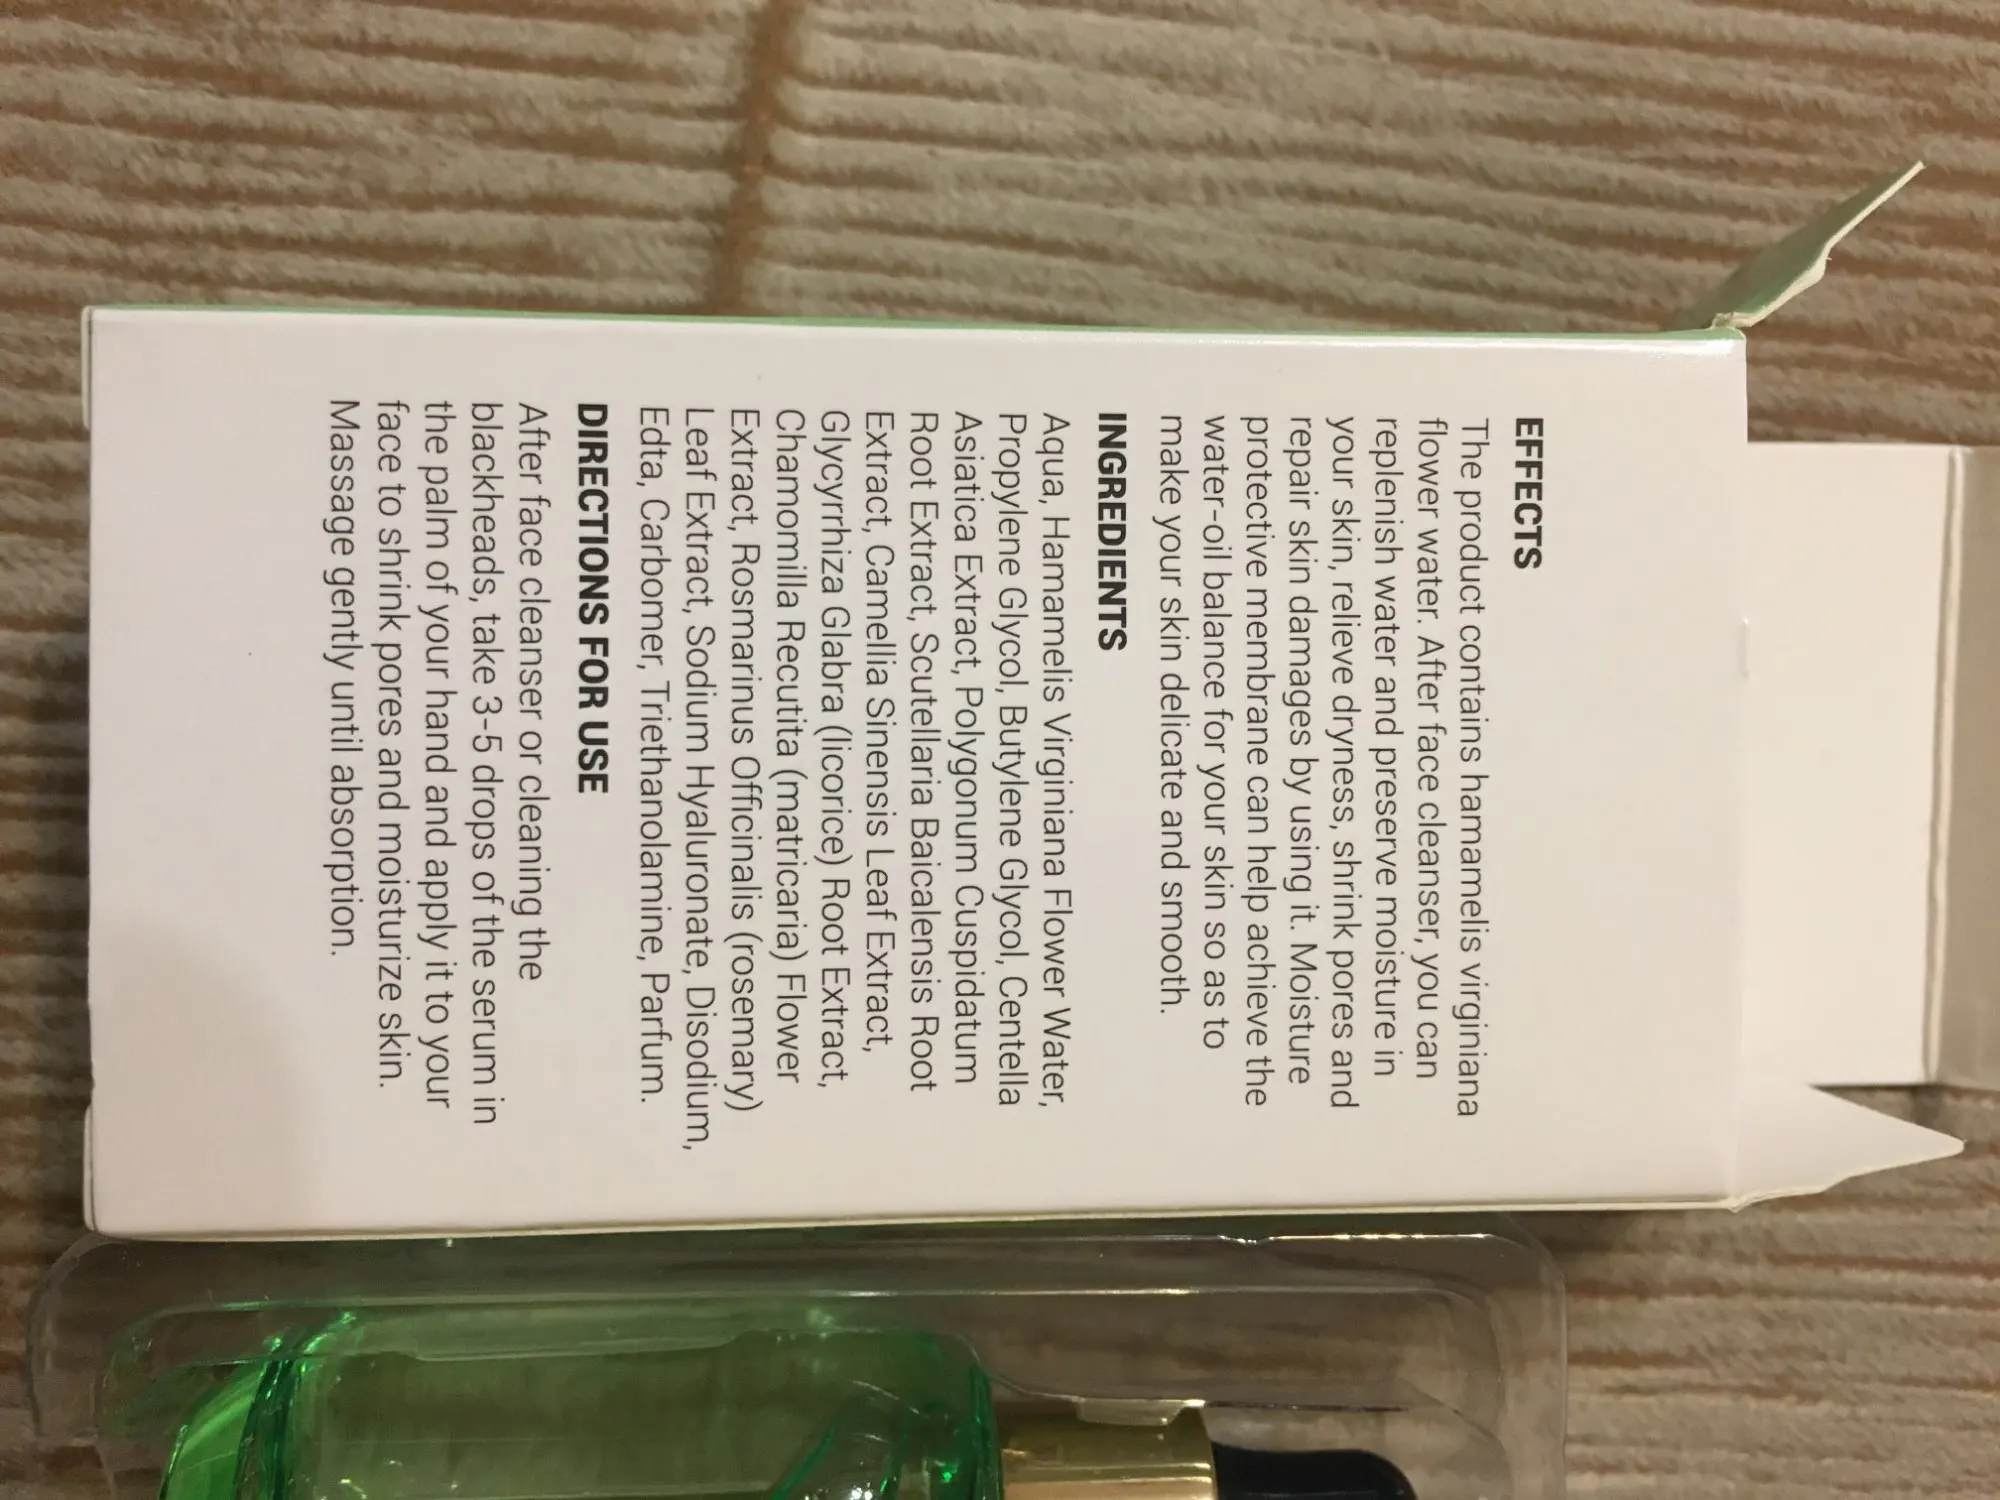 EFFECTS
The product contains hamamelis virginiana
flower water. After face cleanser, you can
replenish water and preserve moisture in
your skin, relieve dryness, shrink pores and
repair skin damages by using it. Moisture
protective membrane can help achieve the
water-oil balance for your skin so as to
make your skin delicate and smooth.
INGREDIENTS
Aqua, Hamamelis Virginiana Flower Water,
Propylene Glycol, Butylene Glycol, Centella
Asiatica Extract, Polygonum Cuspidatum
Root Extract, Scutellaria Baicalensis Root
Extract, Camellia Sinensis Leaf Extract,
Glycyrrhiza Glabra (licorice) Root Extract,
Chamomilla Recutita (matricaria) Flower
Extract, Rosmarinus Officinalis (rosemary)
Leaf Extract, Sodium Hyaluronate, Disodium,
Edta, Carbomer, Triethanolamine, Parfum.
DIRECTIONS FOR USE
After face cleanser or cleaning the
blackheads, take 3-5 drops of the serum in
the palm of your hand and apply it to your
face to shrink pores and moisturize skin.
Massage gently until absorption.